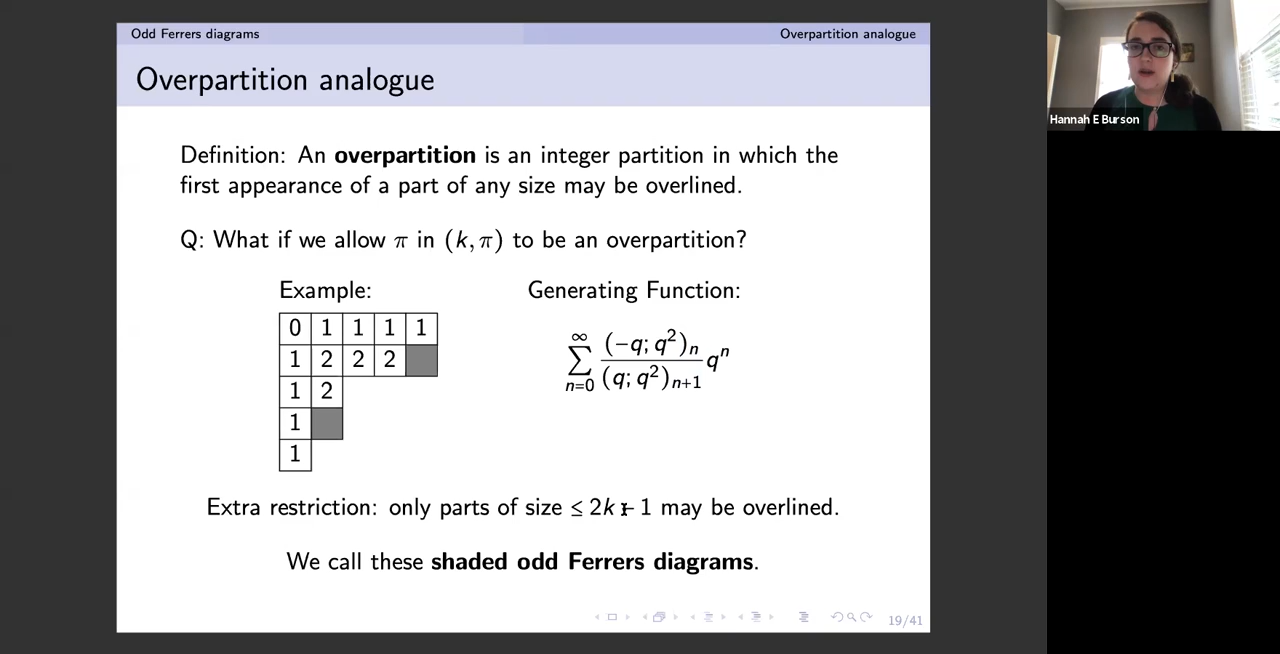 Odd Ferrers diagrams
Overpartition analogue
Overpartition analogue
Definition: An overpartition is an integer partition in which the
first appearance of a part of any size may be overlined.
Q: What if we allow π in (k, π) to be an overpartition?
Example:
0 1 1 1 1
1 2 2 2
1 2
1
1
Generating Function:
∑_{n=0}^{∞} \frac{(-q; q^2)_n}{(q; q^2)_{n+1}} q^n
Extra restriction: only parts of size ≤ 2k - 1 may be overlined.
We call these shaded odd Ferrers diagrams.
19/41
Hannah E Burson